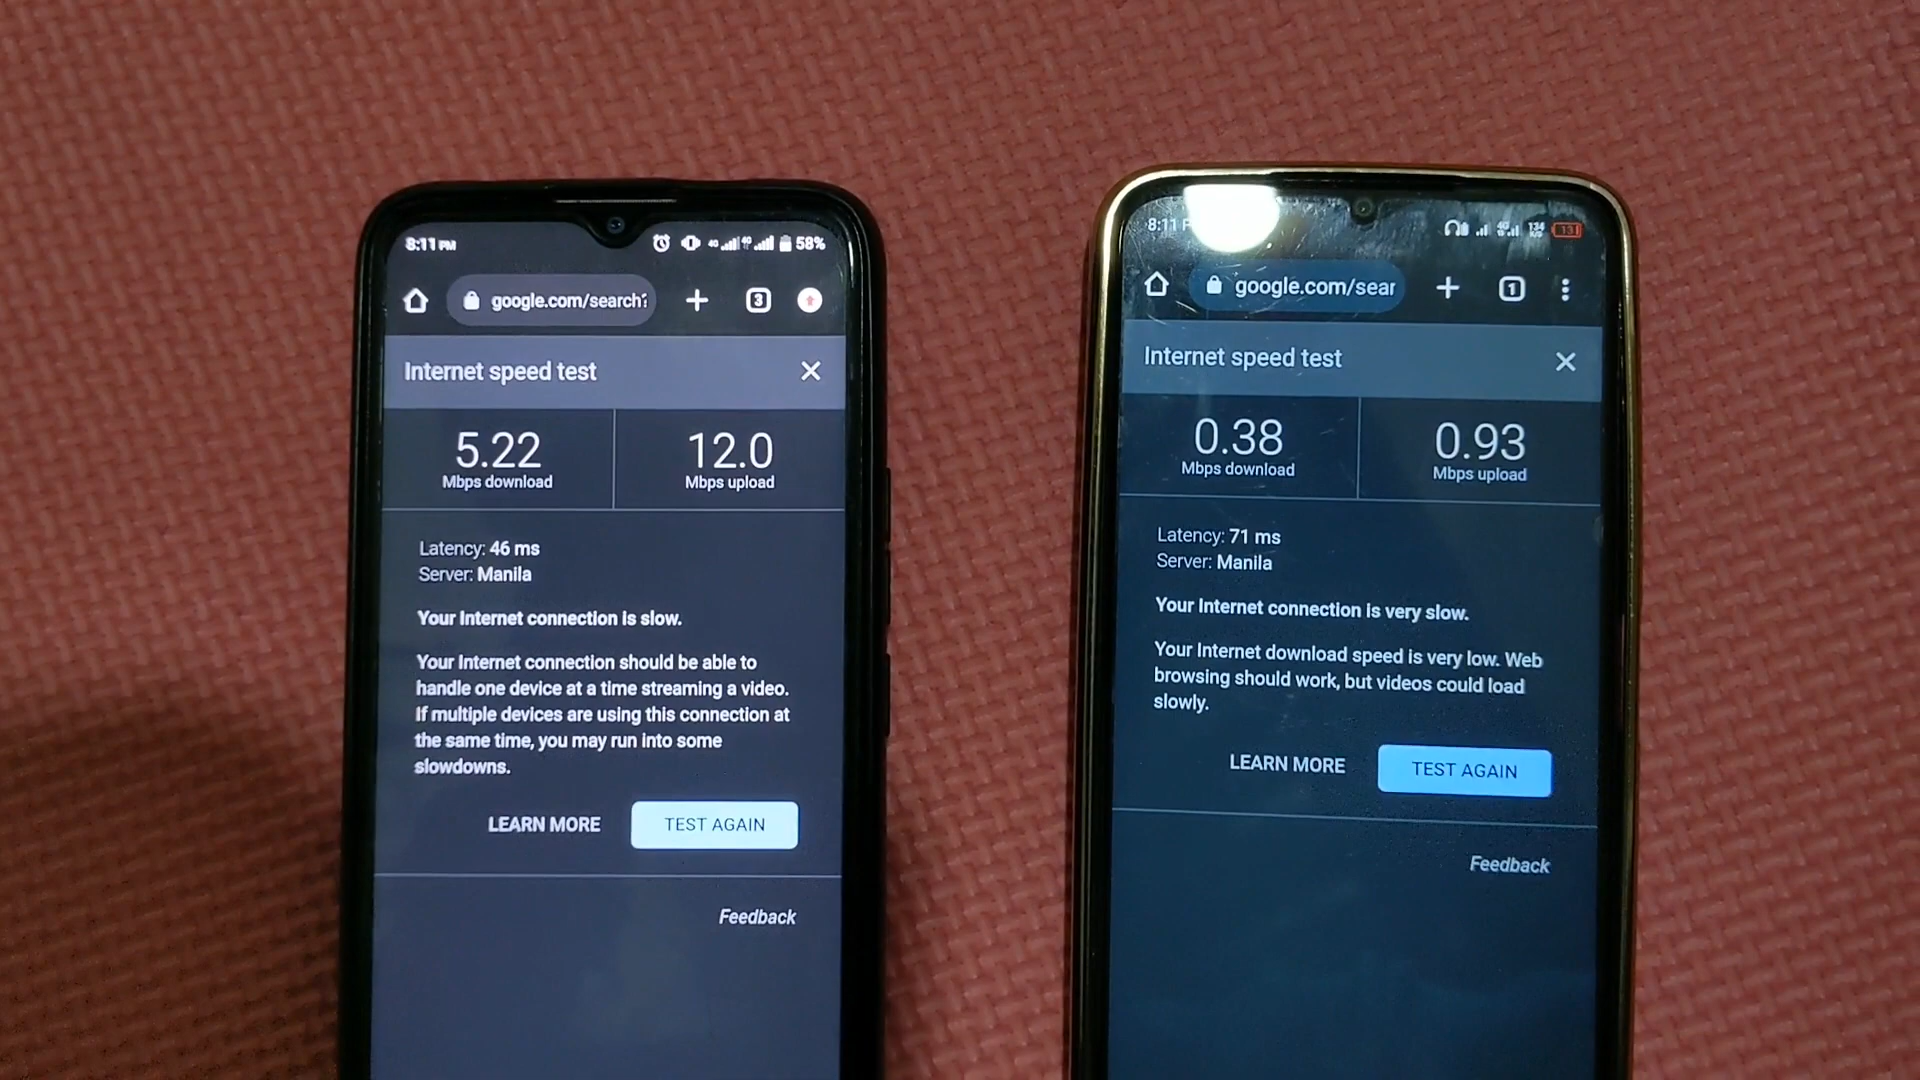 8:11 PM
58%
google.com/search?
3
Internet speed test
5.22
Mbps download
12.0
Mbps upload
Latency: 46 ms
Server: Manila
Your Internet connection is slow.
Your Internet connection should be able to
handle one device at a time streaming a video.
If multiple devices are using this connection at
the same time, you may run into some
slowdowns.
LEARN MORE
TEST AGAIN
Feedback
8:11
134
13
google.com/sear
1
Internet speed test
0.38
Mbps download
0.93
Mbps upload
Latency: 71 ms
Server: Manila
Your Internet connection is very slow.
Your Internet download speed is very low. Web
browsing should work, but videos could load
slowly.
LEARN MORE
TEST AGAIN
Feedback